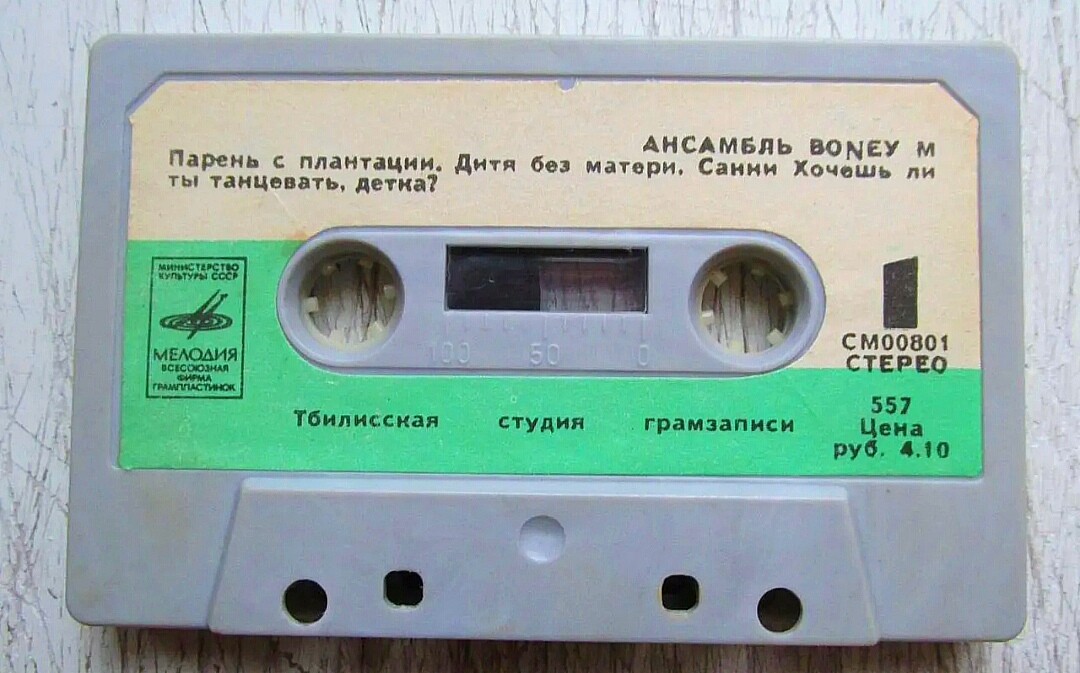 АНСАМБЛЬ BONEY M
Парень с плантации. Дитя без матери. Санни Хочешь ли
ты танцевать, детка?
МИНИСТЕРСТВО
КУЛЬТУРЫ СССР
МЕЛОДИЯ
ВСЕСОЮЗНАЯ
ФИРМА
ГРАМПЛАСТИНОК
100 50 0
1
СМ00801
СТЕРЕО
Тбилисская студия грамзаписи
557
Цена
руб. 4.10